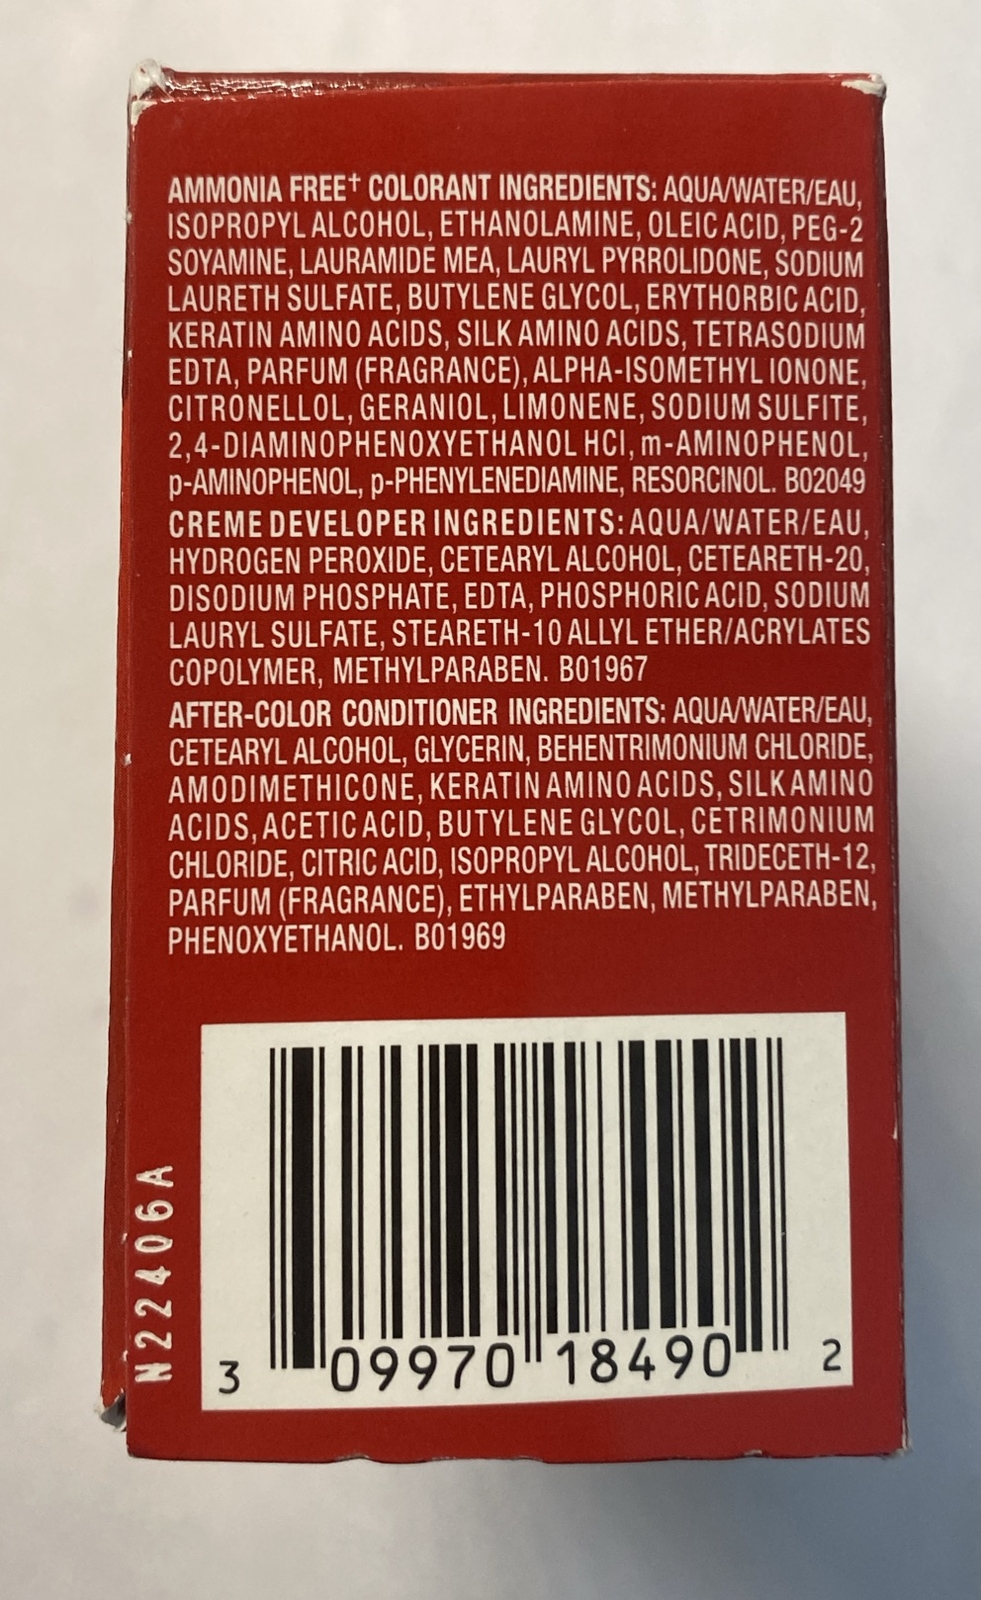 AMMONIA FREE† COLORANT INGREDIENTS: AQUA/WATER/EAU,
ISOPROPYL ALCOHOL, ETHANOLAMINE, OLEIC ACID, PEG-2
SOYAMINE, LAURAMIDE MEA, LAURYL PYRROLIDONE, SODIUM
LAURETH SULFATE, BUTYLENE GLYCOL, ERYTHORBIC ACID,
KERATIN AMINO ACIDS, SILK AMINO ACIDS, TETRASODIUM
EDTA, PARFUM (FRAGRANCE), ALPHA-ISOMETHYL IONONE,
CITRONELLOL, GERANIOL, LIMONENE, SODIUM SULFITE,
2,4-DIAMINOPHENOXYETHANOL HCl, m-AMINOPHENOL,
p-AMINOPHENOL, p-PHENYLENEDIAMINE, RESORCINOL. B02049
CREME DEVELOPER INGREDIENTS: AQUA/WATER/EAU,
HYDROGEN PEROXIDE, CETEARYL ALCOHOL, CETEARETH-20,
DISODIUM PHOSPHATE, EDTA, PHOSPHORIC ACID, SODIUM
LAURYL SULFATE, STEARETH-10 ALLYL ETHER/ACRYLATES
COPOLYMER, METHYLPARABEN. B01967
AFTER-COLOR CONDITIONER INGREDIENTS: AQUA/WATER/EAU,
CETEARYL ALCOHOL, GLYCERIN, BEHENTRIMONIUM CHLORIDE,
AMODIMETHICONE, KERATIN AMINO ACIDS, SILK AMINO
ACIDS, ACETIC ACID, BUTYLENE GLYCOL, CETRIMONIUM
CHLORIDE, CITRIC ACID, ISOPROPYL ALCOHOL, TRIDECETH-12,
PARFUM (FRAGRANCE), ETHYLPARABEN, METHYLPARABEN,
PHENOXYETHANOL. B01969
N22406A
3 09970 18490 2